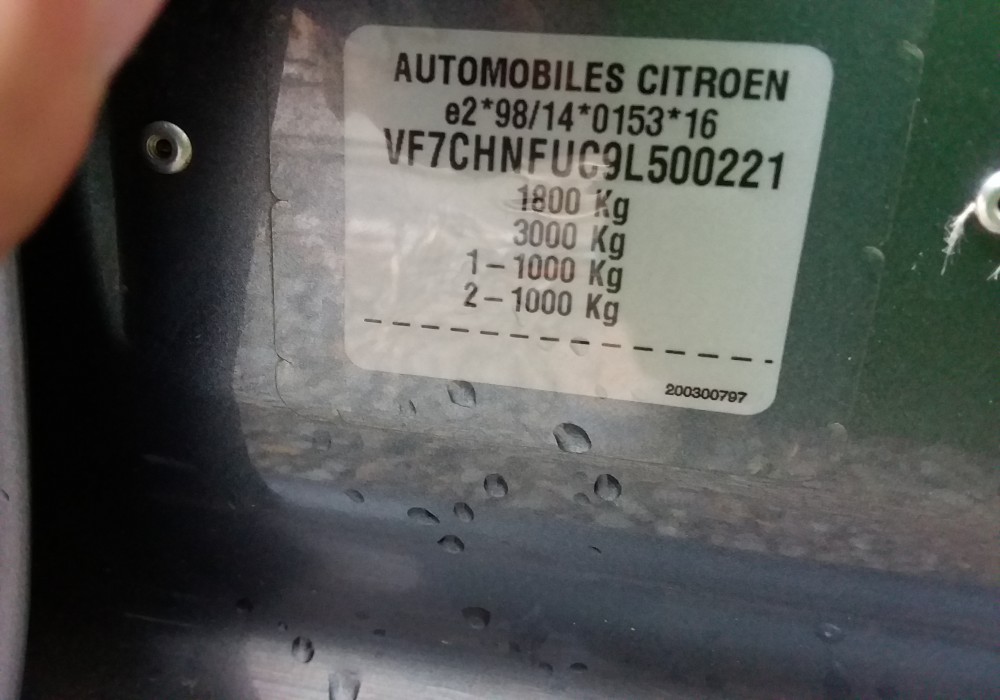 AUTOMOBILES CITROEN
e2*98/14*0153*16
VF7CHNFUC9L500221
1800 Kg
3000 Kg
1-1000 Kg
2-1000 Kg
200300797